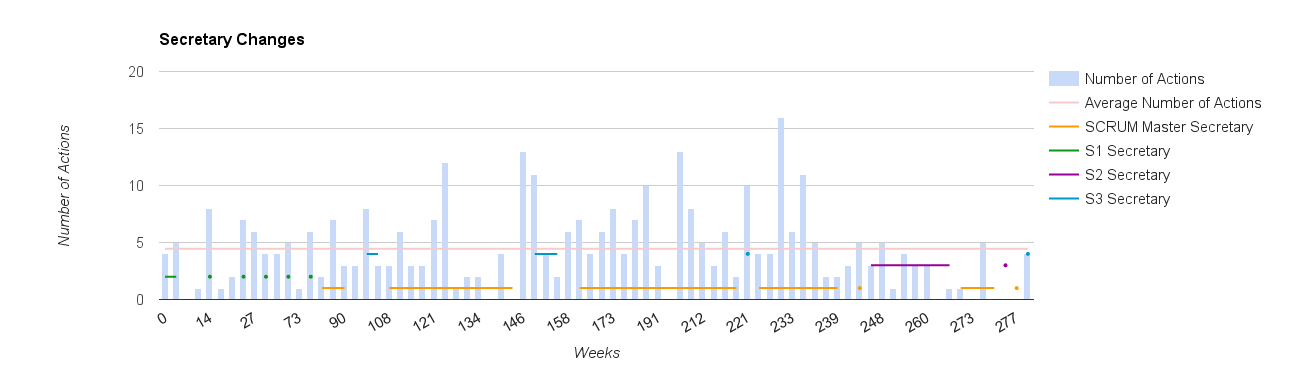 Secretary Changes
20
15
10
5
0
Number of Actions
0 14 27 73 90 108 121 134 146 158 173 191 212 221 233 239 248 260 273 277
Weeks
Number of Actions
Average Number of Actions
SCRUM Master Secretary
S1 Secretary
S2 Secretary
S3 Secretary